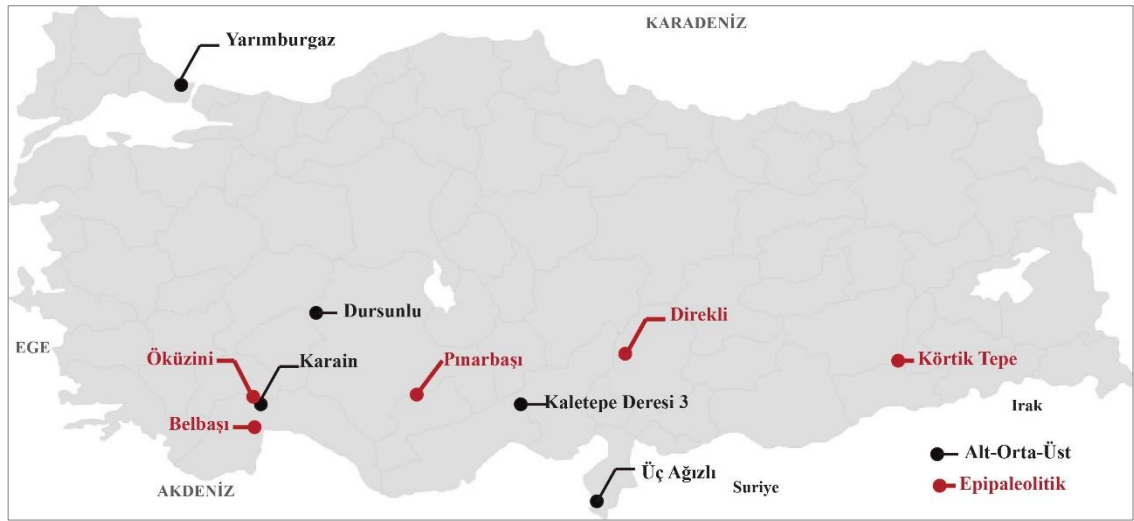 KARADENİZ
Yarımburgaz
Dursunlu
Direkli
EGE
Öküzini
Karain
Pınarbaşı
Körtik Tepe
Kaletepe Deresi 3
Irak
Belbaşı
Alt-Orta-Üst
Üç Ağızlı
Suriye
Epipaleolitik
AKDENİZ